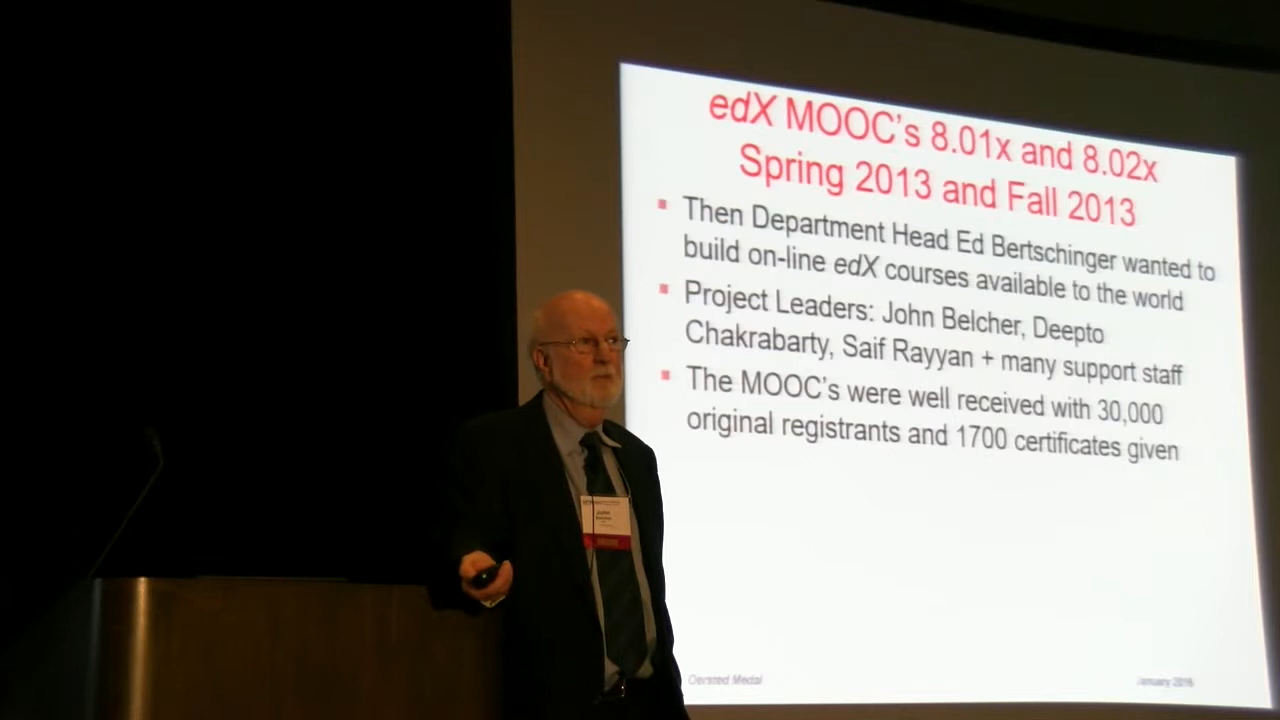 edX MOOC's 8.01x and 8.02x
Spring 2013 and Fall 2013
Then Department Head Ed Bertschinger wanted to
build on-line edX courses available to the world
Project Leaders: John Belcher, Deepto
Chakrabarty, Saif Rayyan + many support staff
The MOOC's were well received with 30,000
original registrants and 1700 certificates given
Oersted Medal
January 2016
John
Belcher